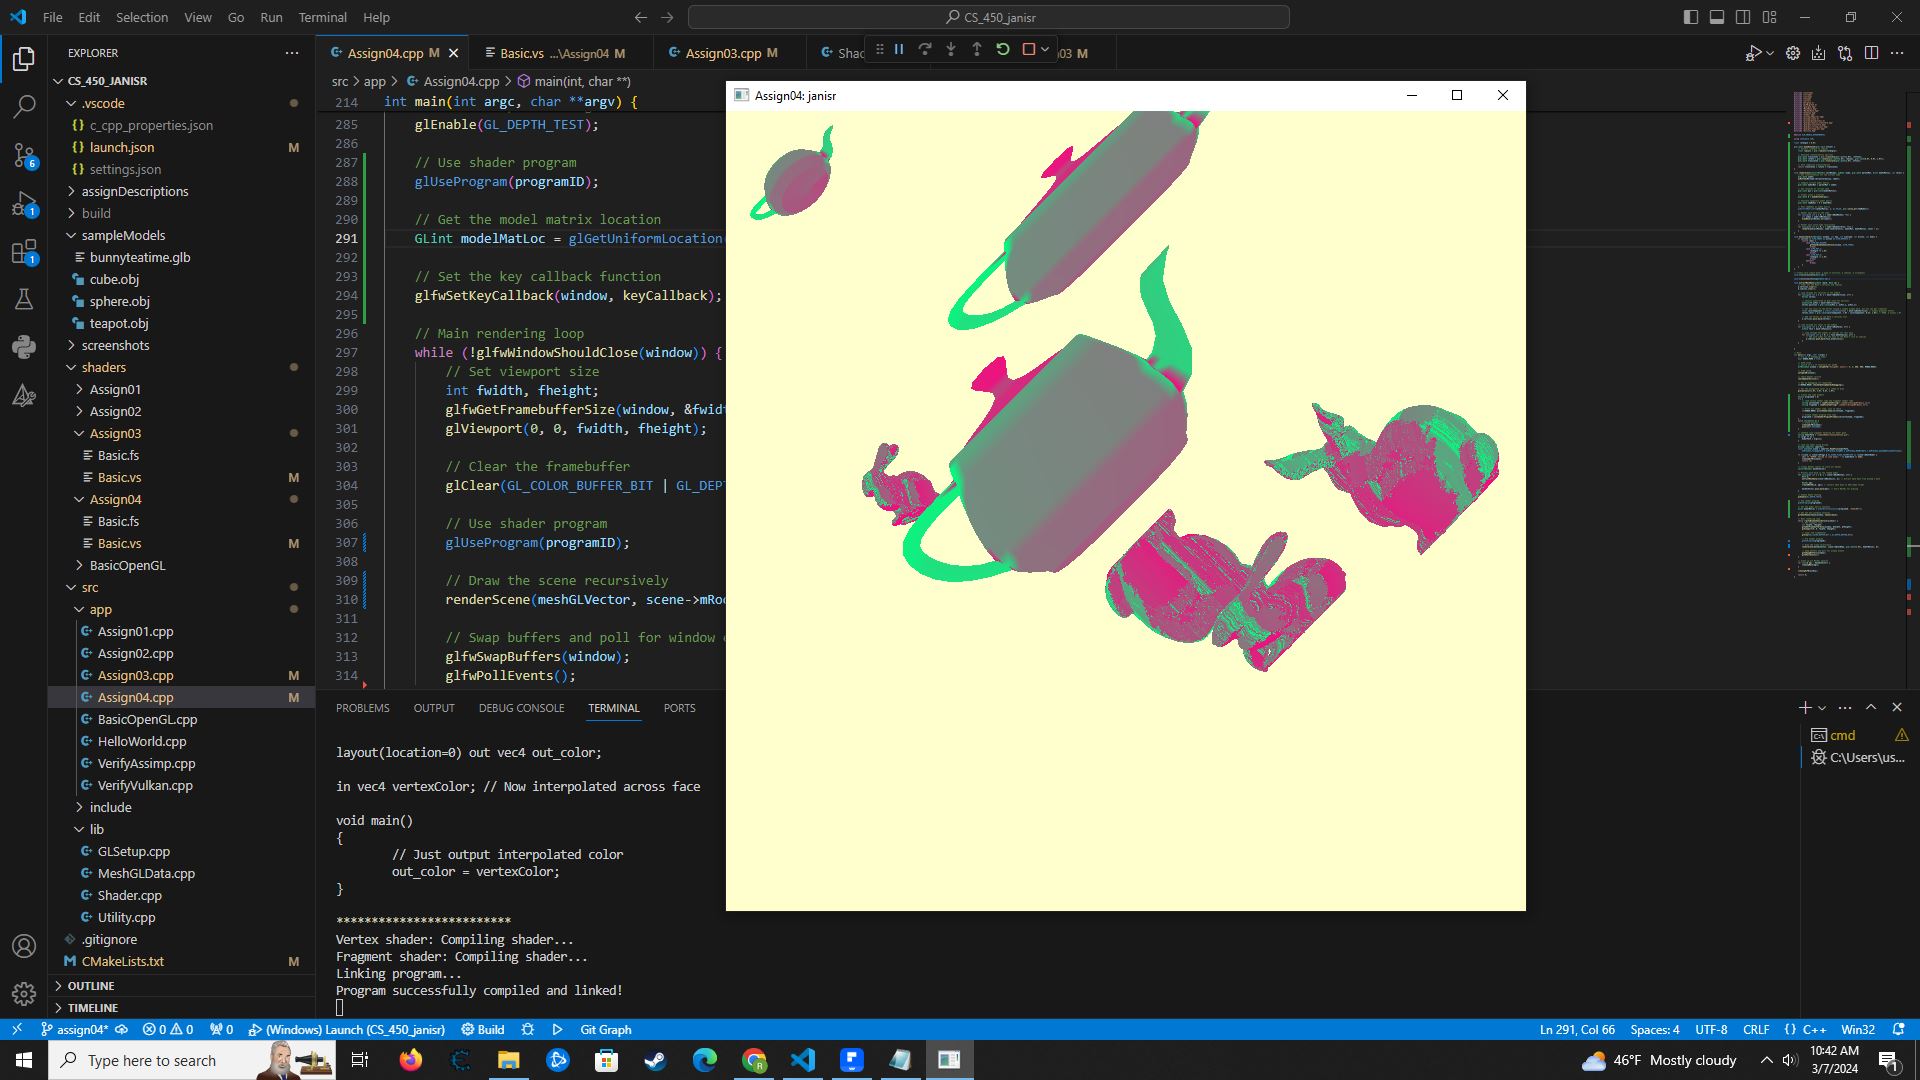 File Edit Selection View Go Run Terminal Help
CS_450_janisr
EXPLORER
CS_450_JANISR
.vscode
c_cpp_properties.json
launch.json M
settings.json
assignDescriptions
build
sampleModels
bunnyteatime.glb
cube.obj
sphere.obj
teapot.obj
screenshots
shaders
Assign01
Assign02
Assign03
Basic.fs
Basic.vs M
Assign04
Basic.fs
Basic.vs M
BasicOpenGL
src
app
Assign01.cpp
Assign02.cpp
Assign03.cpp M
Assign04.cpp M
BasicOpenGL.cpp
HelloWorld.cpp
VerifyAssimp.cpp
VerifyVulkan.cpp
include
lib
GLSetup.cpp
MeshGLData.cpp
Shader.cpp
Utility.cpp
.gitignore
CMakeLists.txt M
OUTLINE
TIMELINE
6
1
1
Assign04.cpp M
Basic.vs ...\Assign04 M
Assign03.cpp M
Sha
03 M
src > app > Assign04.cpp > main(int, char **)
214 int main(int argc, char **argv) {
285 glEnable(GL_DEPTH_TEST);
286
287 // Use shader program
288 glUseProgram(programID);
289
290 // Get the model matrix location
291 GLint modelMatLoc = glGetUniformLocation(
292
293 // Set the key callback function
294 glfwSetKeyCallback(window, keyCallback);
295
296 // Main rendering loop
297 while (!glfwWindowShouldClose(window)) {
298 // Set viewport size
299 int fwidth, fheight;
300 glfwGetFramebufferSize(window, &fwidt
301 glViewport(0, 0, fwidth, fheight);
302
303 // Clear the framebuffer
304 glClear(GL_COLOR_BUFFER_BIT | GL_DEPT
305
306 // Use shader program
307 glUseProgram(programID);
308
309 // Draw the scene recursively
310 renderScene(meshGLVector, scene->mRoo
311
312 // Swap buffers and poll for window
313 glfwSwapBuffers(window);
314 glfwPollEvents();
Assign04: janisr
PROBLEMS OUTPUT DEBUG CONSOLE TERMINAL PORTS
layout(location=0) out vec4 out_color;
in vec4 vertexColor; // Now interpolated across face
void main()
{
// Just output interpolated color
out_color = vertexColor;
}
*************************
Vertex shader: Compiling shader...
Fragment shader: Compiling shader...
Linking program...
Program successfully compiled and linked!
cmd
C:\Users\us...
assign04* 0 0 0 (Windows) Launch (CS_450_janisr) Build Git Graph
Ln 291, Col 66 Spaces: 4 UTF-8 CRLF {} C++ Win32
Type here to search
46°F Mostly cloudy
10:42 AM
3/7/2024
1